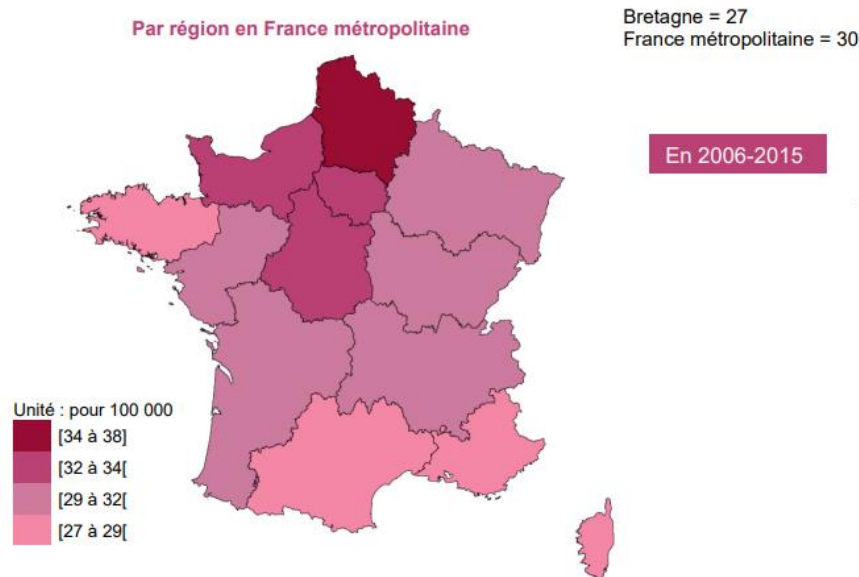 Par région en France métropolitaine
Bretagne = 27
France métropolitaine = 30
En 2006-2015
Unité : pour 100 000
[34 à 38]
[32 à 34[
[29 à 32[
[27 à 29[